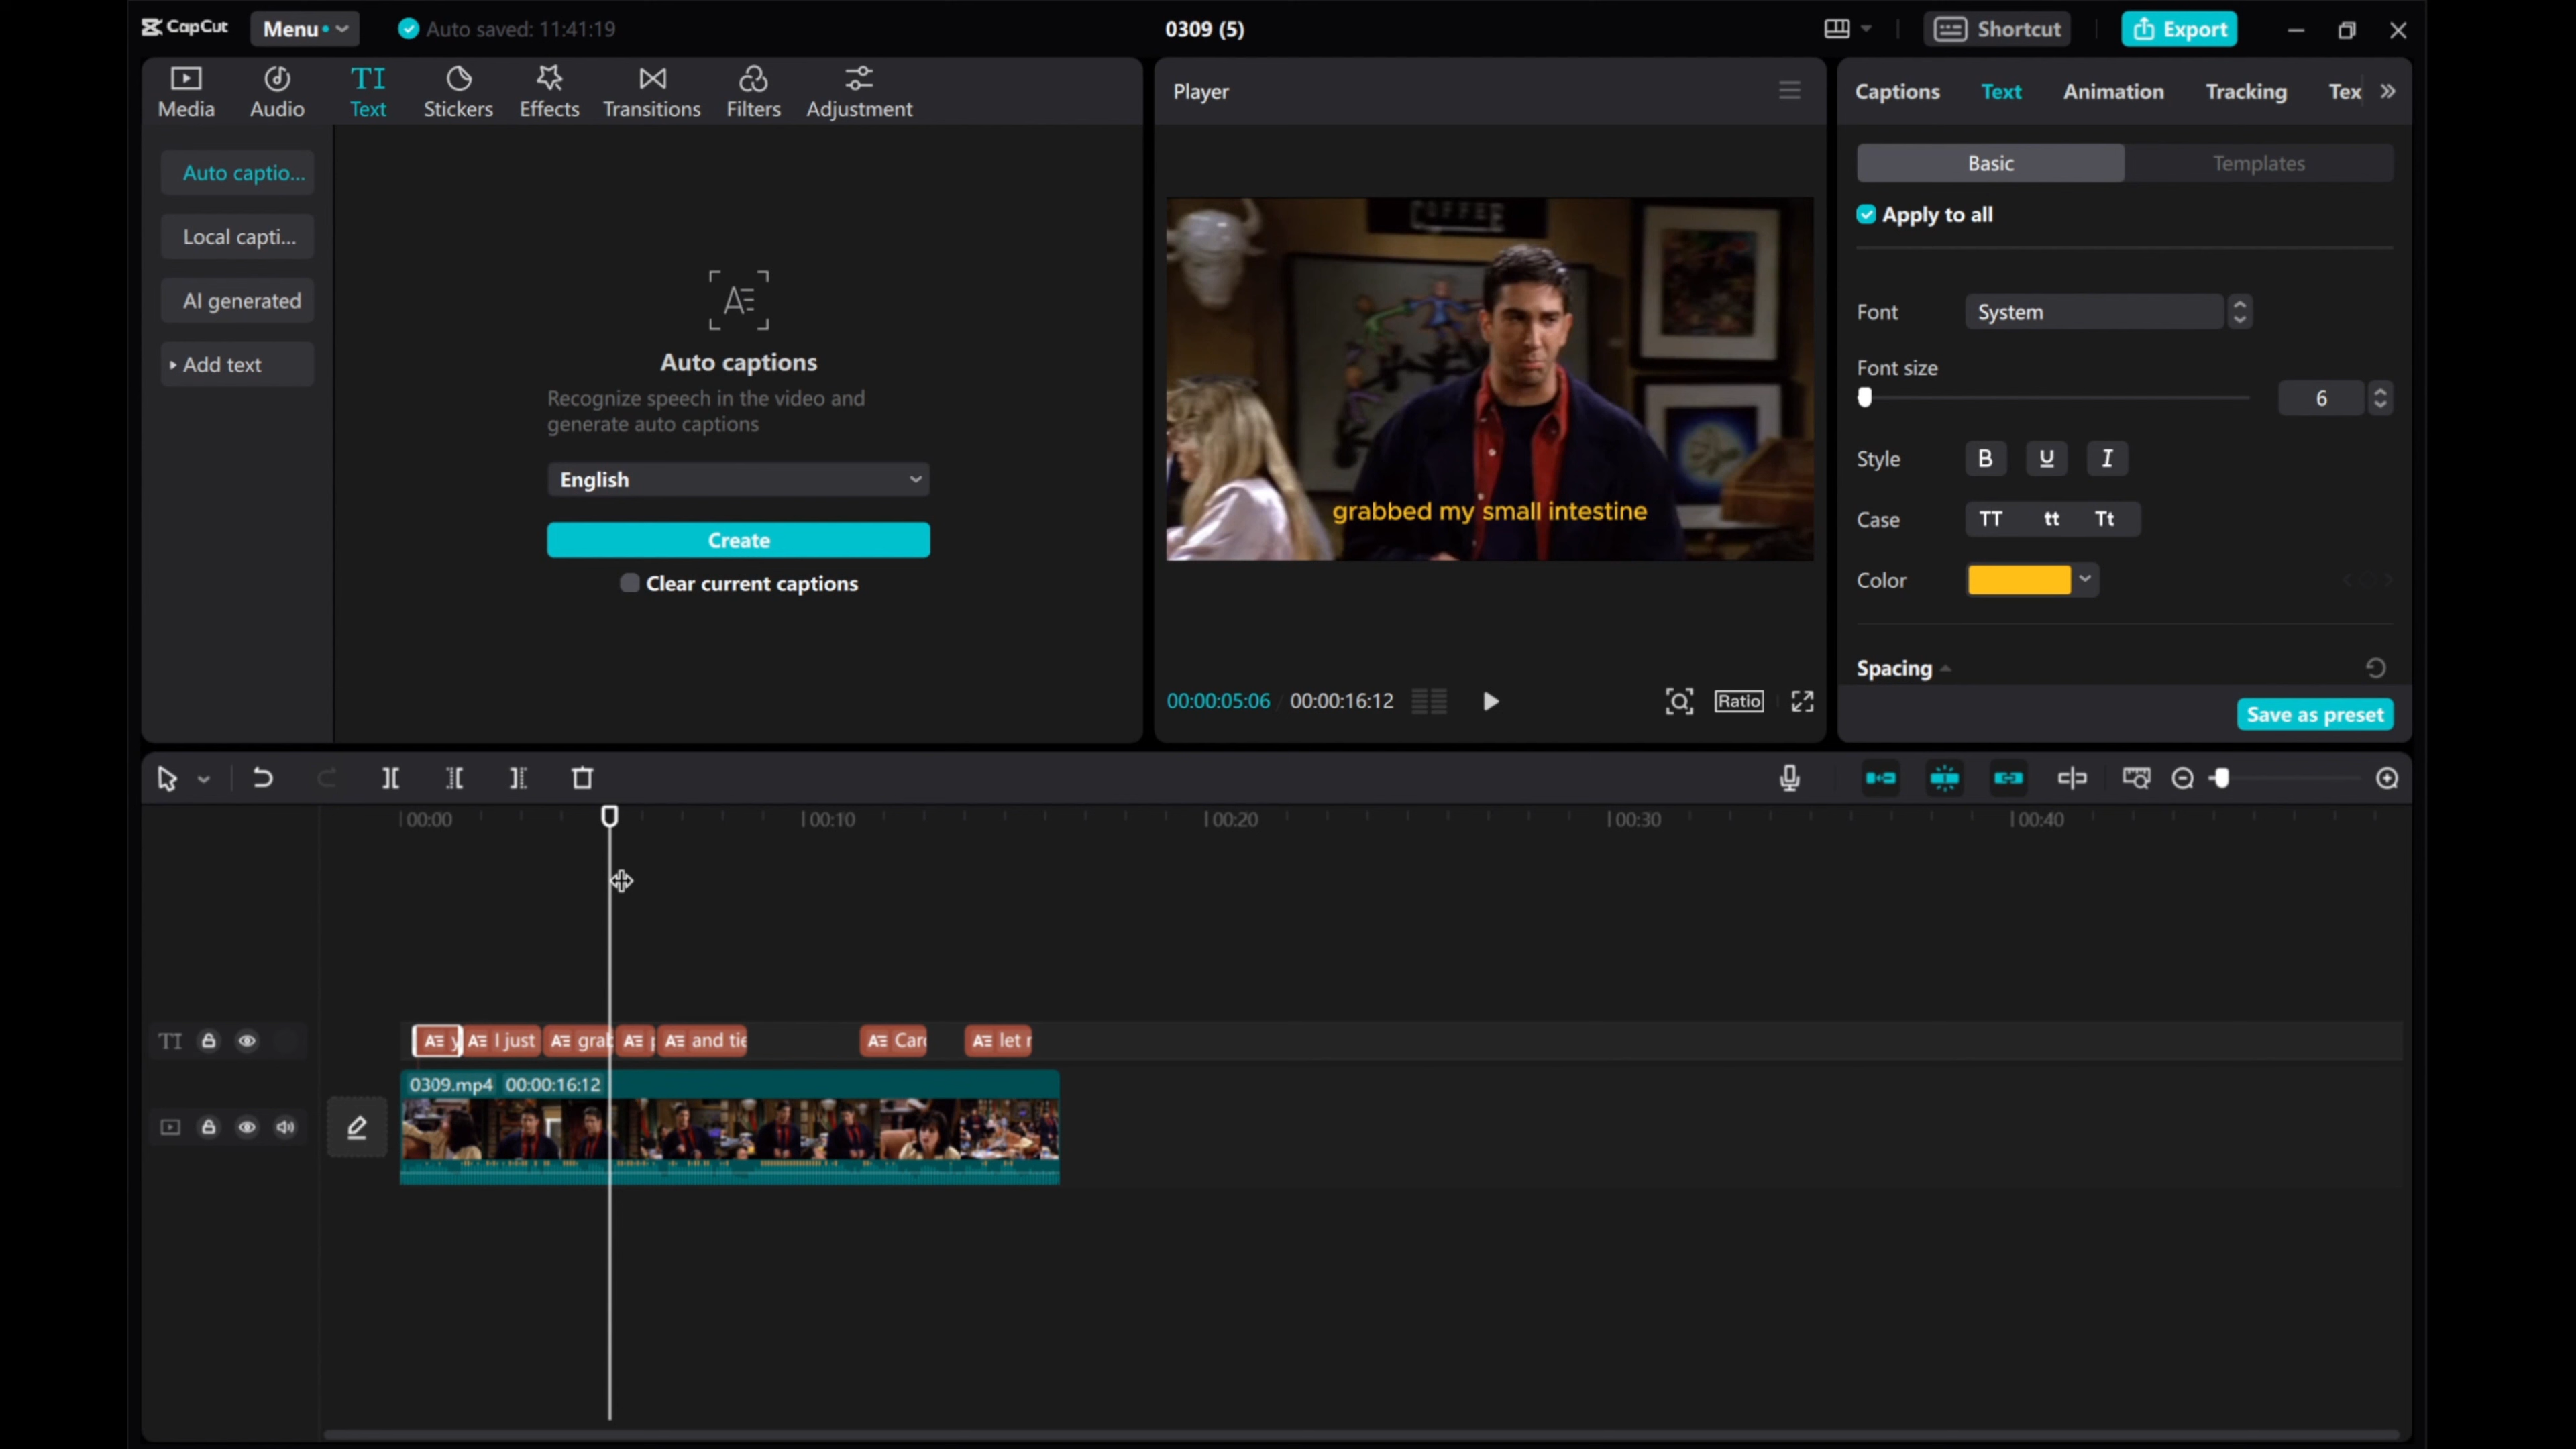 CapCut
Menu
Auto saved: 11:41:19
0309 (5)
Shortcut
Export
Media
Audio
TI
Text
Stickers
Effects
Transitions
Filters
Adjustment
Auto captio...
Local capti...
AI generated
Add text
Auto captions
Recognize speech in the video and
generate auto captions
English
Create
Clear current captions
Player
COFFEE
grabbed my small intestine
00:00:05:06 / 00:00:16:12
Ratio
Captions
Text
Animation
Tracking
Tex
Basic
Templates
Apply to all
Font
System
Font size
6
Style
B
U
I
Case
TT
tt
Tt
Color
Spacing
Save as preset
00:00
00:10
00:20
00:30
00:40
TI
A y
A I just
A gra
A
A and tie
A Car
A let
0309.mp4 00:00:16:12